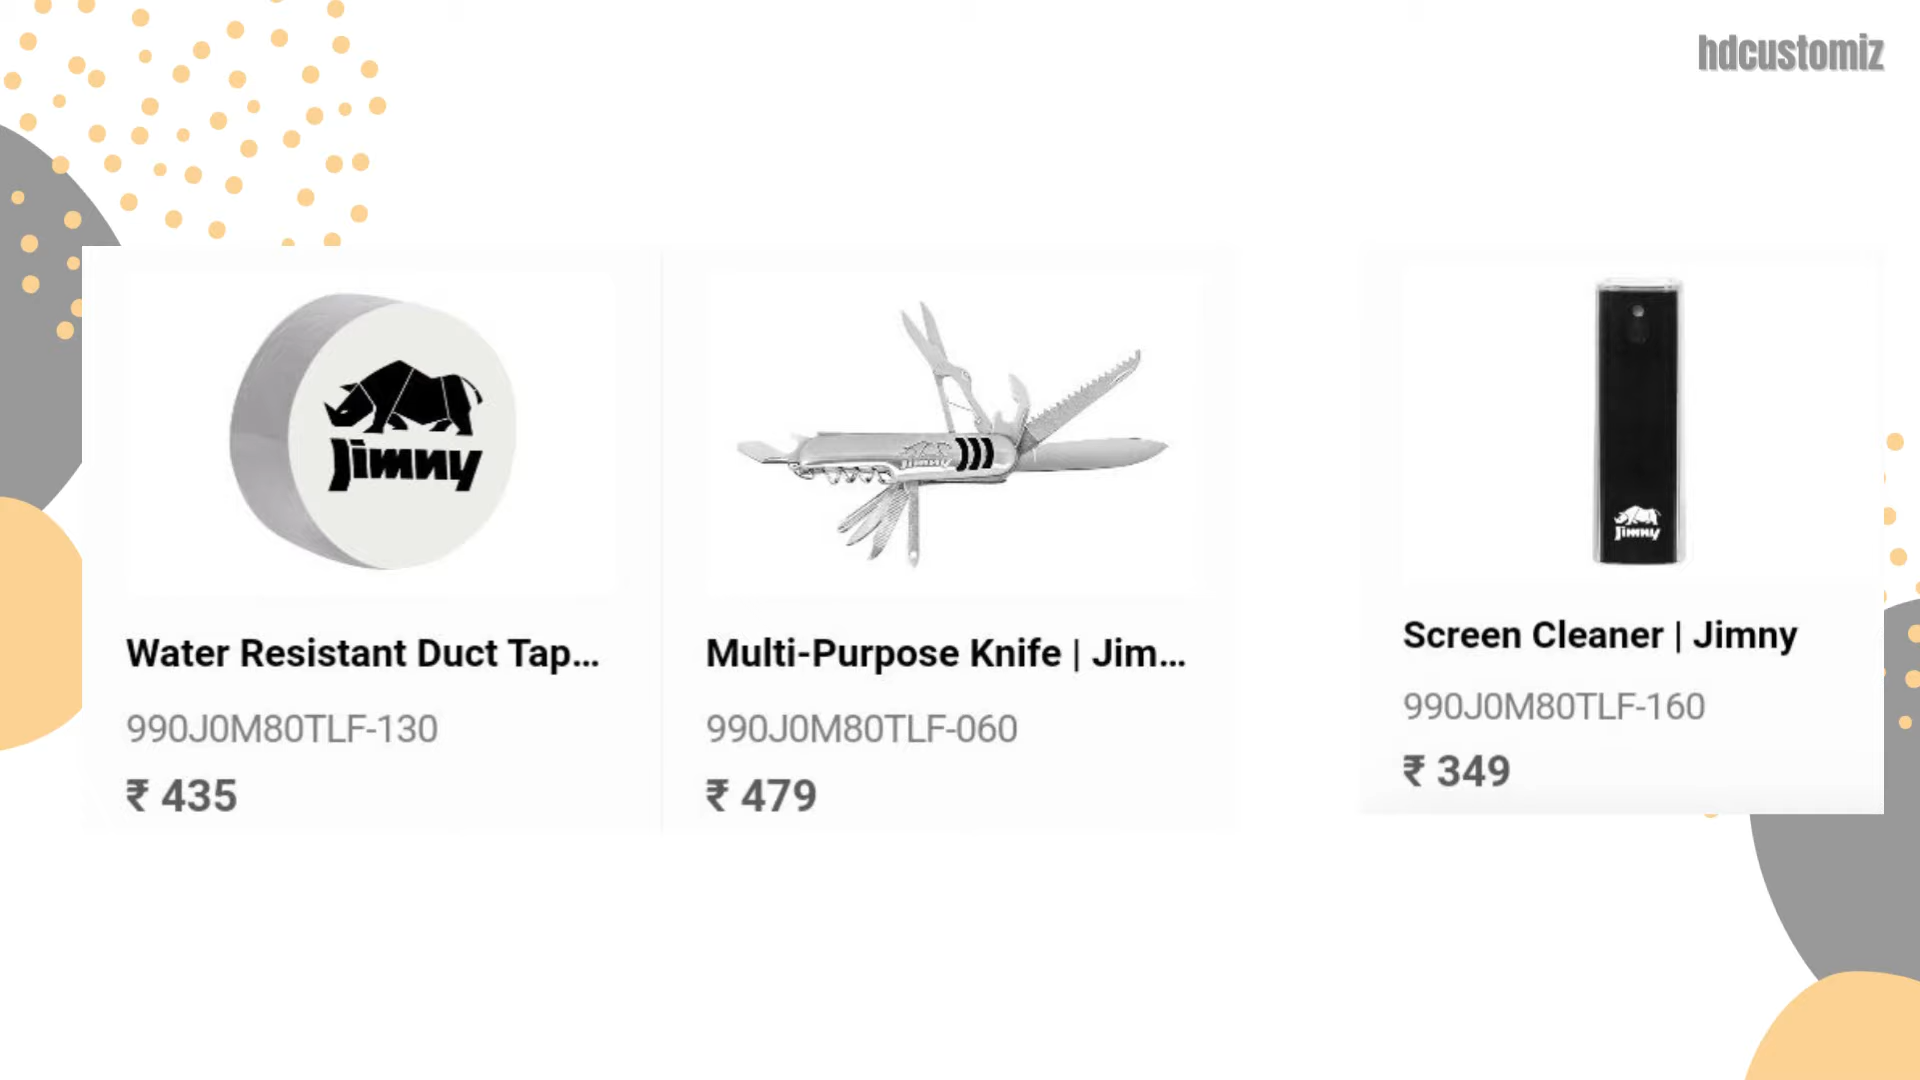 hdcustomiz
Jimny
Jimny
Jimny
Water Resistant Duct Tap...
990J0M80TLF-130
₹ 435
Multi-Purpose Knife | Jim...
990J0M80TLF-060
₹ 479
Screen Cleaner | Jimny
990J0M80TLF-160
₹ 349